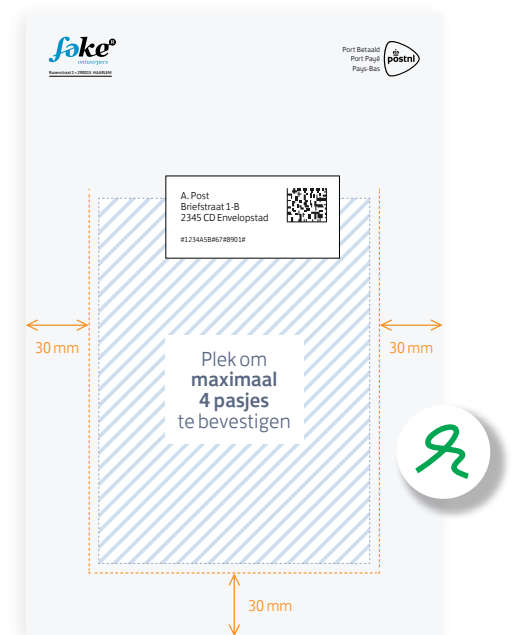 fake®
ontwerpers
Port Betaald
Port Payé
Pays-Bas
postnl
A. Post
Briefstraat 1-B
2345 CD Envelopstad
#1234ASB#67#8901#
30 mm
30 mm
Plek om
maximaal
4 pasjes
te bevestigen
30 mm